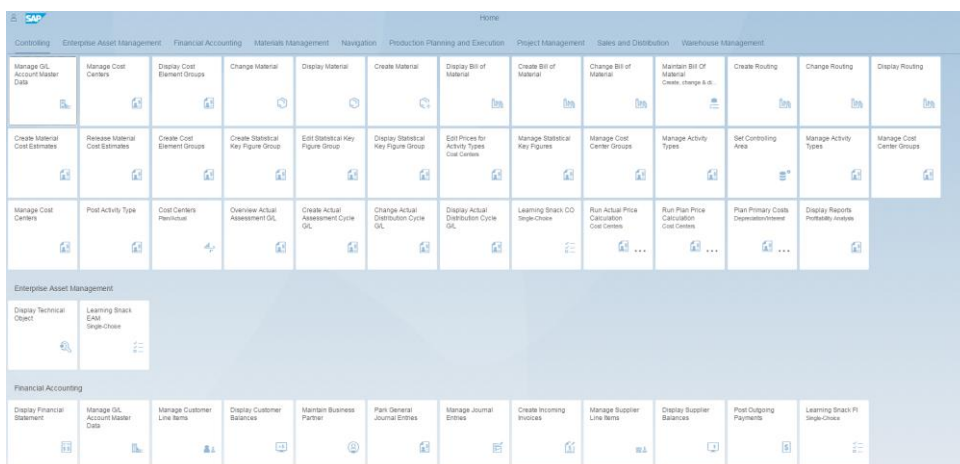 SAP
Home
Controlling Enterprise Asset Management Financial Accounting Materials Management Navigation Production Planning and Execution Project Management Sales and Distribution Warehouse Management
Manage G/L
Account Master
Data
Manage Cost
Centers
Display Cost
Element Groups
Change Material
Display Material
Create Material
Display Bill of
Material
Create Bill of
Material
Change Bill of
Material
Maintain Bill Of
Material
Create, change & di...
Create Routing
Change Routing
Display Routing
Create Material
Cost Estimates
Release Material
Cost Estimates
Create Cost
Element Groups
Create Statistical
Key Figure Group
Edit Statistical Key
Figure Group
Display Statistical
Key Figure Group
Edit Prices for
Activity Types
Cost Centers
Manage Statistical
Key Figures
Manage Cost
Center Groups
Manage Activity
Types
Set Controlling
Area
Manage Activity
Types
Manage Cost
Center Groups
Manage Cost
Centers
Post Activity Type
Cost Centers
Plan/Actual
Overview Actual
Assessment G/L
Create Actual
Assessment Cycle
G/L
Change Actual
Distribution Cycle
G/L
Display Actual
Distribution Cycle
G/L
Learning Snack CO
Single-Choice
Run Actual Price
Calculation
Cost Centers
...
Run Plan Price
Calculation
Cost Centers
...
Plan Primary Costs
Depreciation/Interest
...
Display Reports
Profitability Analysis
Enterprise Asset Management
Display Technical
Object
Learning Snack
EAM
Single-Choice
Financial Accounting
Display Financial
Statement
Manage G/L
Account Master
Data
Manage Customer
Line Items
Display Customer
Balances
Maintain Business
Partner
Park General
Journal Entries
Manage Journal
Entries
Create Incoming
Invoices
Manage Supplier
Line Items
Display Supplier
Balances
Post Outgoing
Payments
Learning Snack FI
Single-Choice